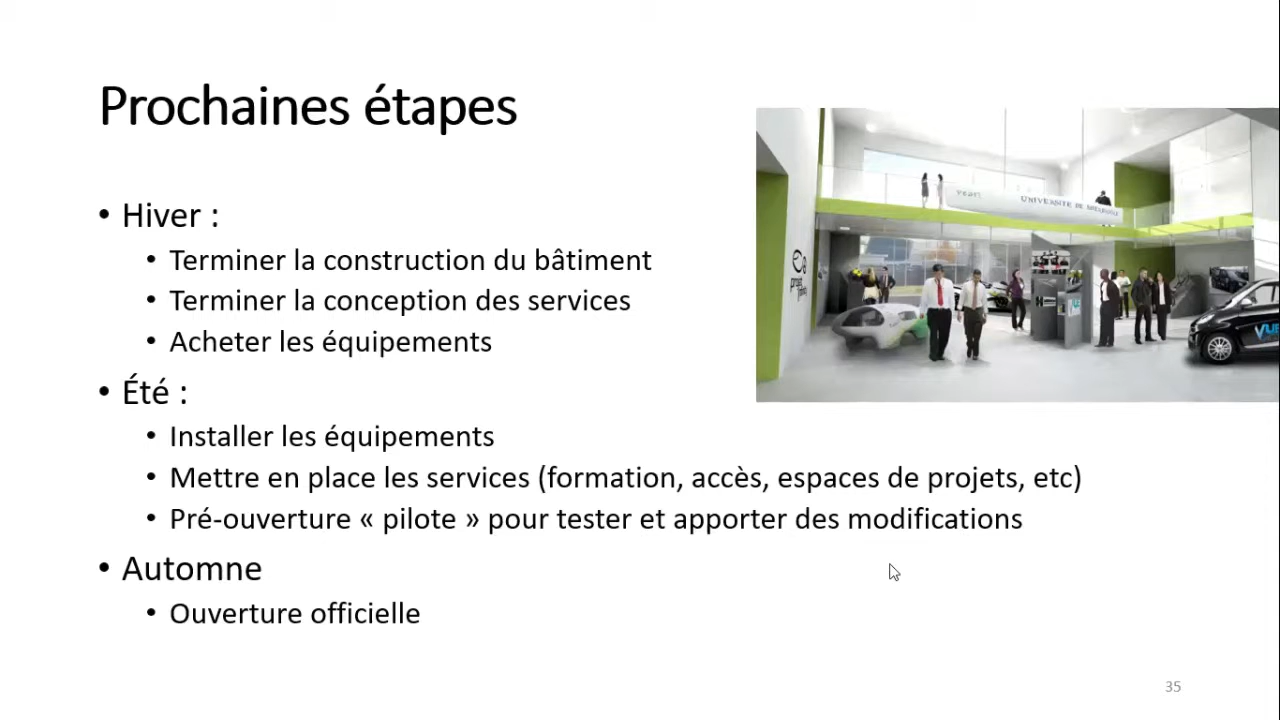 Prochaines étapes
• Hiver :
• Terminer la construction du bâtiment
• Terminer la conception des services
• Acheter les équipements
• Été :
• Installer les équipements
• Mettre en place les services (formation, accès, espaces de projets, etc)
• Pré-ouverture « pilote » pour tester et apporter des modifications
• Automne
• Ouverture officielle
UNIVERSITÉ DE
35